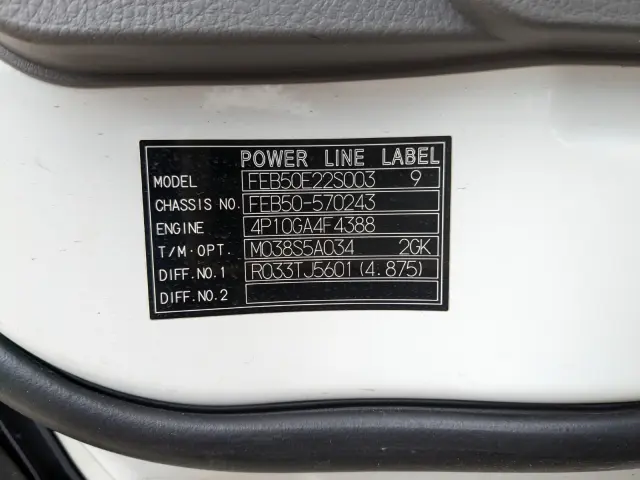 POWER LINE LABEL
MODEL FEB50E22S003 9
CHASSIS NO. FEB50-570243
ENGINE 4P10GA4F4388
T/M·OPT. M038S5A034 2GK
DIFF.NO.1 R033TJ5601(4.875)
DIFF.NO.2